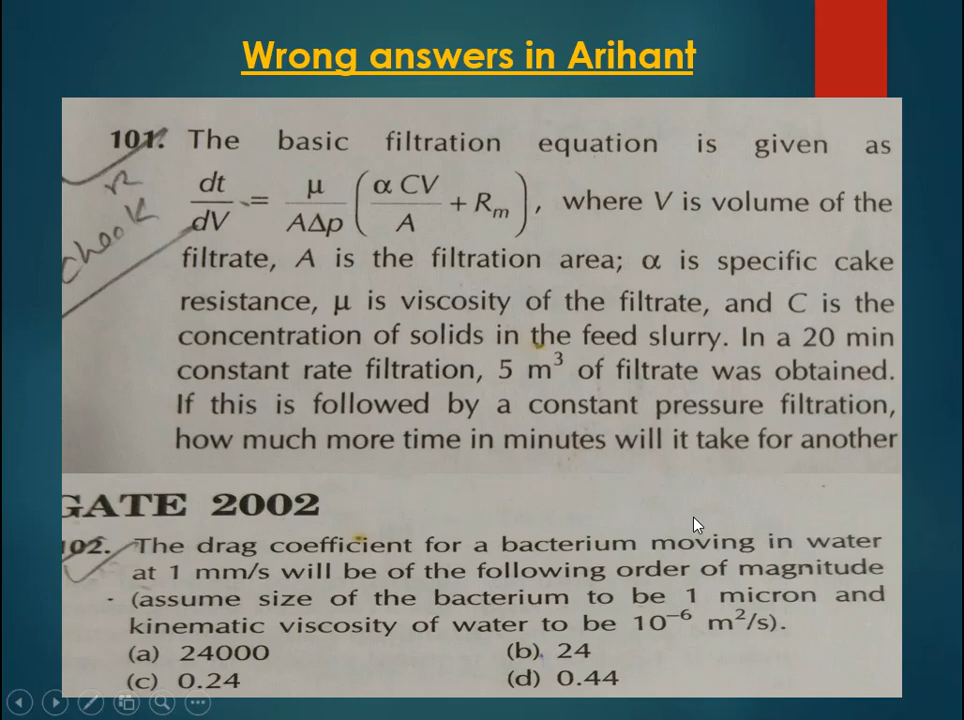 Wrong answers in Arihant
101. The basic filtration equation is given as
dt/dV = μ/AΔp (α CV/A + Rm), where V is volume of the
filtrate, A is the filtration area; α is specific cake
resistance, μ is viscosity of the filtrate, and C is the
concentration of solids in the feed slurry. In a 20 min
constant rate filtration, 5 m³ of filtrate was obtained.
If this is followed by a constant pressure filtration,
how much more time in minutes will it take for another
GATE 2002
102. The drag coefficient for a bacterium moving in water
at 1 mm/s will be of the following order of magnitude
(assume size of the bacterium to be 1 micron and
kinematic viscosity of water to be 10⁻⁶ m²/s).
(a) 24000 (b) 24
(c) 0.24 (d) 0.44